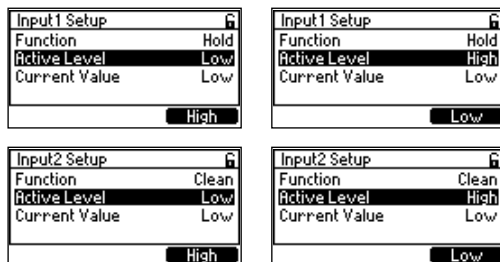 Input1 Setup
Function Hold
Active Level Low
Current Value Low
High
Input1 Setup
Function Hold
Active Level High
Current Value Low
Low
Input2 Setup
Function Clean
Active Level Low
Current Value Low
High
Input2 Setup
Function Clean
Active Level High
Current Value Low
Low